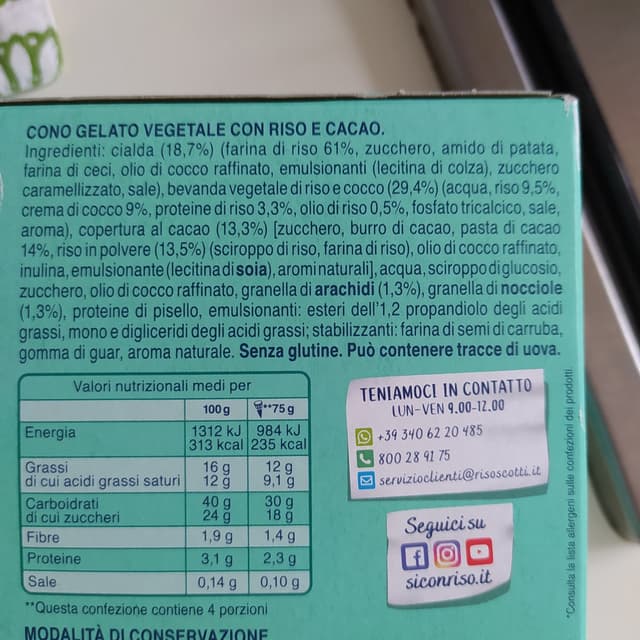 CONO GELATO VEGETALE CON RISO E CACAO.
Ingredienti: cialda (18,7%) (farina di riso 61%, zucchero, amido di patata,
farina di ceci, olio di cocco raffinato, emulsionanti (lecitina di colza), zucchero
caramellizzato, sale), bevanda vegetale di riso e cocco (29,4%) (acqua, riso 9,5%,
crema di cocco 9%, proteine di riso 3,3%, olio di riso 0,5%, fosfato tricalcico, sale,
aroma), copertura al cacao (13,3%) [zucchero, burro di cacao, pasta di cacao
14%, riso in polvere (13,5%) (sciroppo di riso, farina di riso), olio di cocco raffinato,
inulina, emulsionante (lecitina di soia), aromi naturali], acqua, sciroppo di glucosio,
zucchero, olio di cocco raffinato, granella di arachidi (1,3%), granella di nocciole
(1,3%), proteine di pisello, emulsionanti: esteri dell'1,2 propandiolo degli acidi
grassi, mono e digliceridi degli acidi grassi; stabilizzanti: farina di semi di carruba,
gomma di guar, aroma naturale. Senza glutine. Può contenere tracce di uova.
Valori nutrizionali medi per
100 g **75 g
Energia 1312 kJ 984 kJ
313 kcal 235 kcal
Grassi 16 g 12 g
di cui acidi grassi saturi 12 g 9,1 g
Carboidrati 40 g 30 g
di cui zuccheri 24 g 18 g
Fibre 1,9 g 1,4 g
Proteine 3,1 g 2,3 g
Sale 0,14 g 0,10 g
**Questa confezione contiene 4 porzioni
MODALITÀ DI CONSERVAZIONE
TENIAMOCI IN CONTATTO
LUN-VEN 9.00-12.00
+39 340 62 20 485
800 28 91 75
servizioclienti@risoscotti.it
Seguici su
siconriso.it
*Consulta la lista allergeni sulle confezioni dei prodotti.